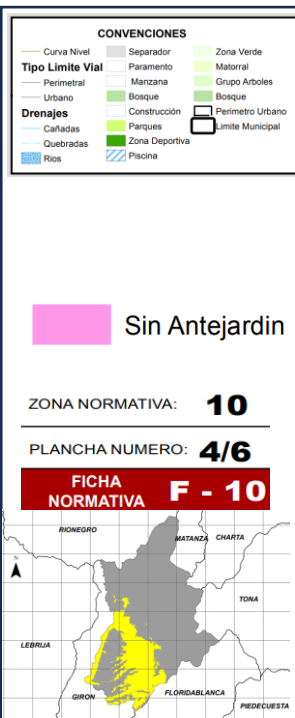 CONVENCIONES
Curva Nivel
Tipo Limite Vial
Perimetral
Urbano
Drenajes
Cañadas
Quebradas
Rios
Separador
Paramento
Manzana
Bosque
Construcción
Parques
Zona Deportiva
Piscina
Zona Verde
Matorral
Grupo Arboles
Bosque
Perimetro Urbano
Limite Municipal
Sin Antejardin
ZONA NORMATIVA: 10
PLANCHA NUMERO: 4/6
FICHA NORMATIVA F - 10
RIONEGRO
MATANZA
CHARTA
N
TONA
LEBRIJA
GIRON
FLORIDABLANCA
PIEDECUESTA